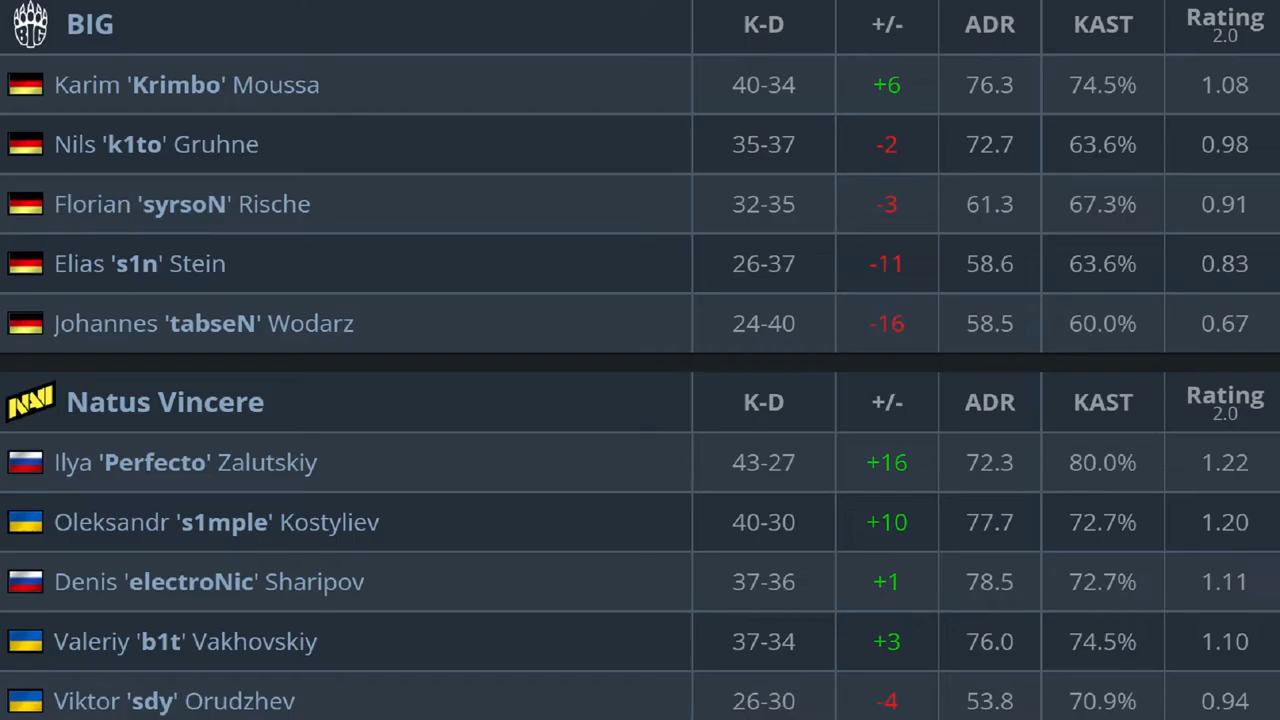 BIG BIG K-D +/- ADR KAST Rating 2.0
Karim 'Krimbo' Moussa 40-34 +6 76.3 74.5% 1.08
Nils 'k1to' Gruhne 35-37 -2 72.7 63.6% 0.98
Florian 'syrsoN' Rische 32-35 -3 61.3 67.3% 0.91
Elias 's1n' Stein 26-37 -11 58.6 63.6% 0.83
Johannes 'tabseN' Wodarz 24-40 -16 58.5 60.0% 0.67
NAVI Natus Vincere K-D +/- ADR KAST Rating 2.0
Ilya 'Perfecto' Zalutskiy 43-27 +16 72.3 80.0% 1.22
Oleksandr 's1mple' Kostyliev 40-30 +10 77.7 72.7% 1.20
Denis 'electroNic' Sharipov 37-36 +1 78.5 72.7% 1.11
Valeriy 'b1t' Vakhovskiy 37-34 +3 76.0 74.5% 1.10
Viktor 'sdy' Orudzhev 26-30 -4 53.8 70.9% 0.94